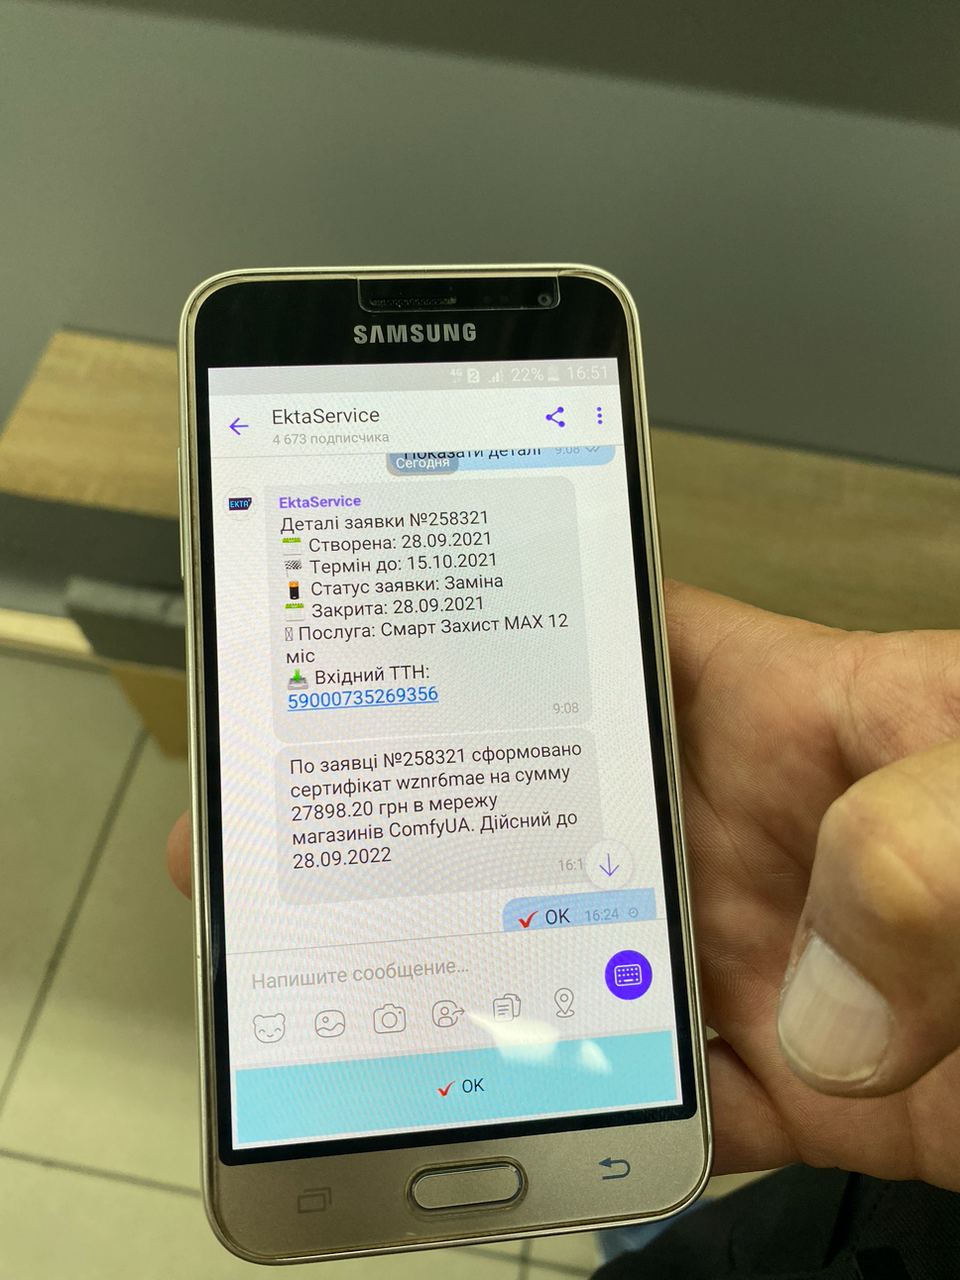 SAMSUNG
4G 2 22% 16:51
EktaService
4 673 подписчика
Показати деталі 9:08
Сегодня
EKTA
EktaService
Деталі заявки №258321
Створена: 28.09.2021
Термін до: 15.10.2021
Статус заявки: Заміна
Закрита: 28.09.2021
Послуга: Смарт Захист MAX 12
міс
Вхідний ТТН:
59000735269356
9:08
По заявці №258321 сформовано
сертифікат wznr6mae на сумму
27898.20 грн в мережу
магазинів ComfyUA. Дійсний до
28.09.2022
16:1
OK 16:24
Напишите сообщение...
OK